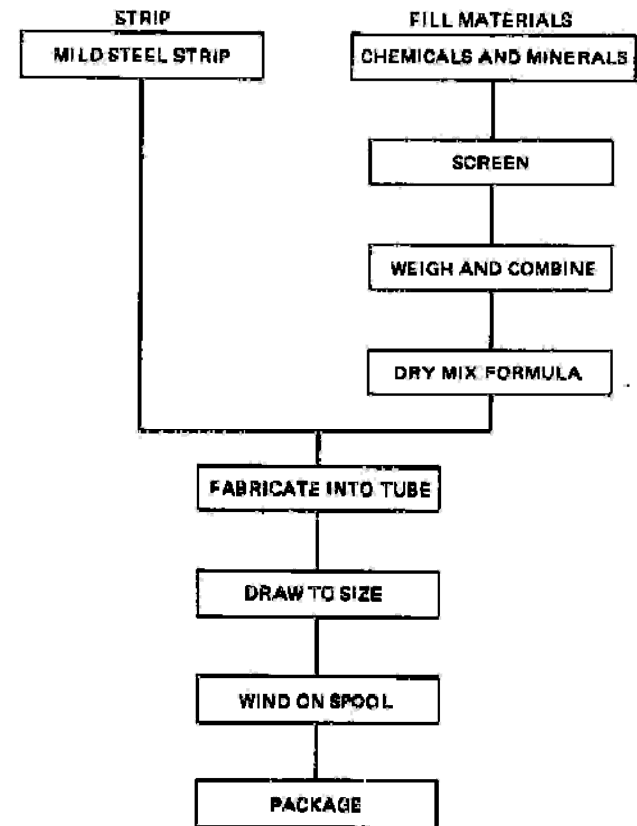 STRIP
MILD STEEL STRIP
FILL MATERIALS
CHEMICALS AND MINERALS
SCREEN
WEIGH AND COMBINE
DRY MIX FORMULA
FABRICATE INTO TUBE
DRAW TO SIZE
WIND ON SPOOL
PACKAGE